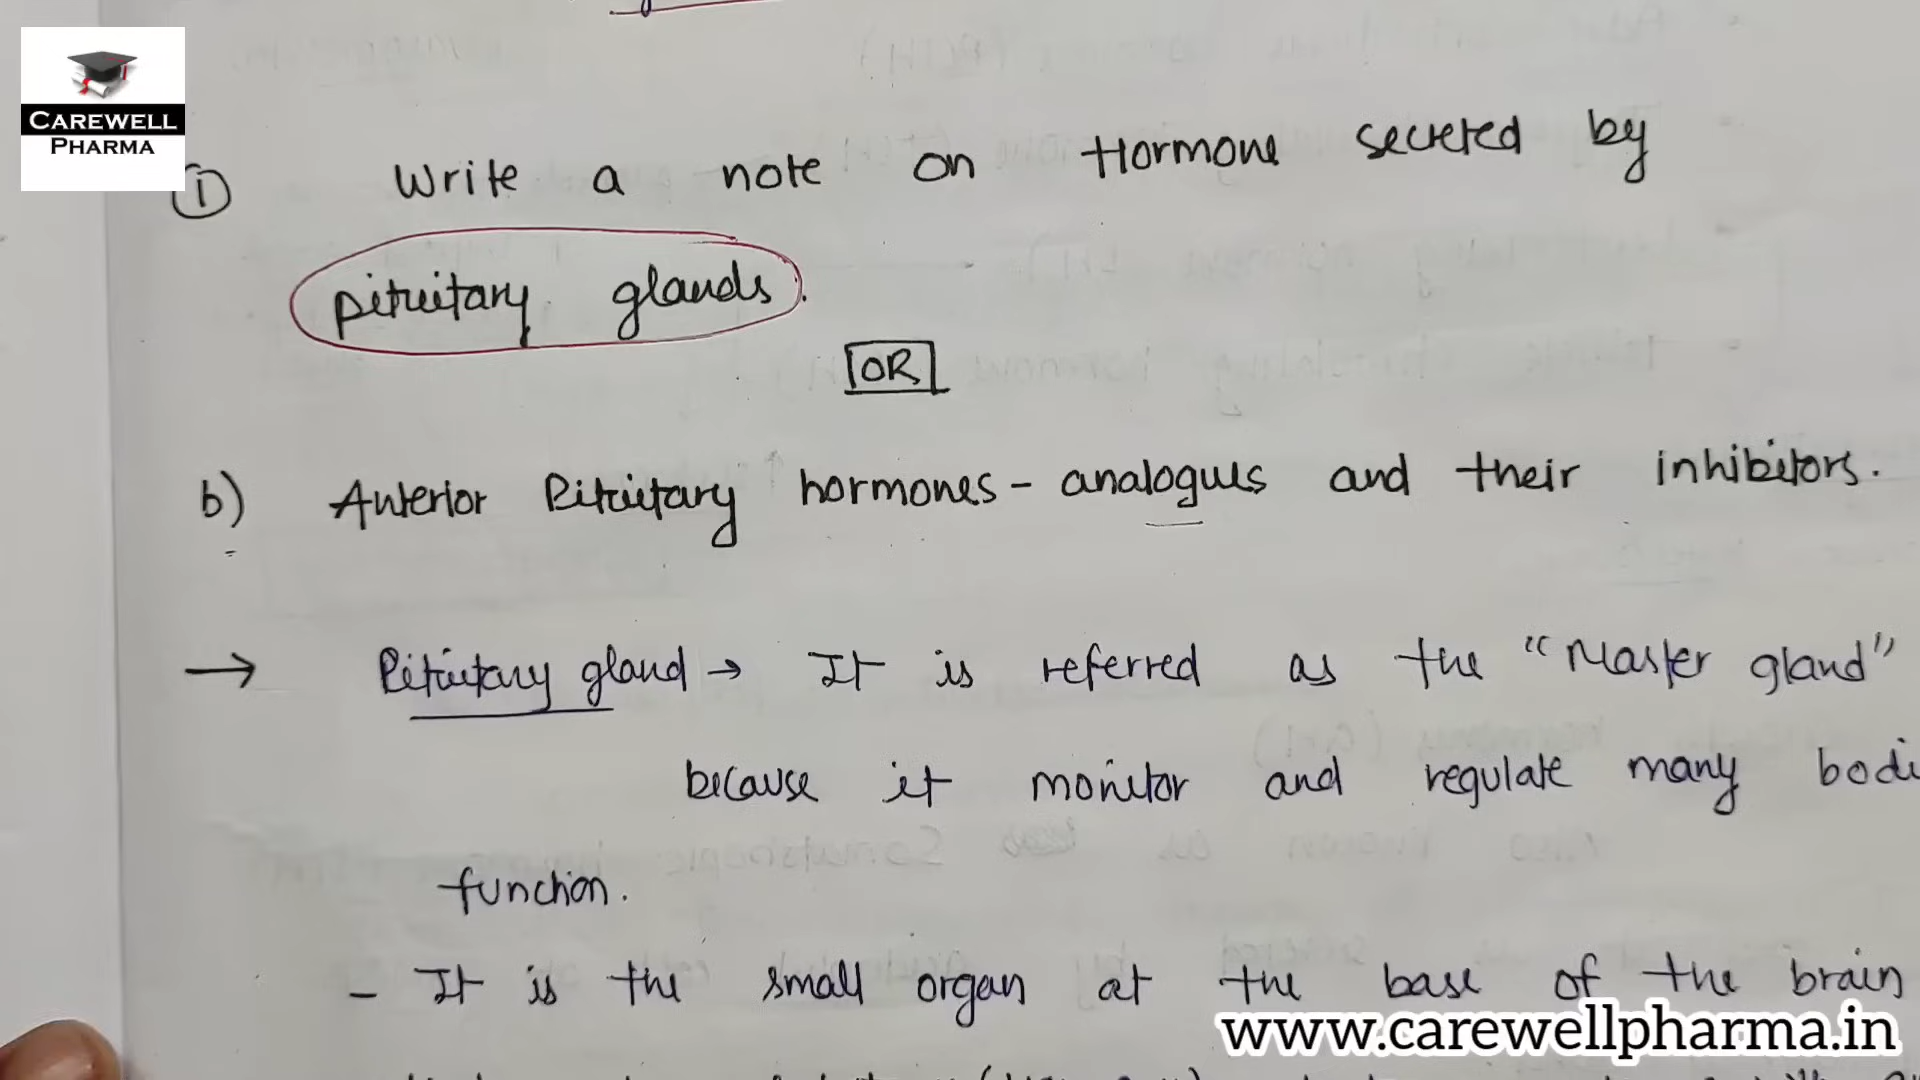 CAREWELL
PHARMA
① Write a note on Hormone secreted by
pituitary glands.
OR
b) Anterior Pituitary hormones - analogues and their inhibitors.
→ Pituitary gland → It is referred as the "Master gland"
because it monitor and regulate many bodi
function.
- It is the small organ at the base of the brain
www.carewellpharma.in